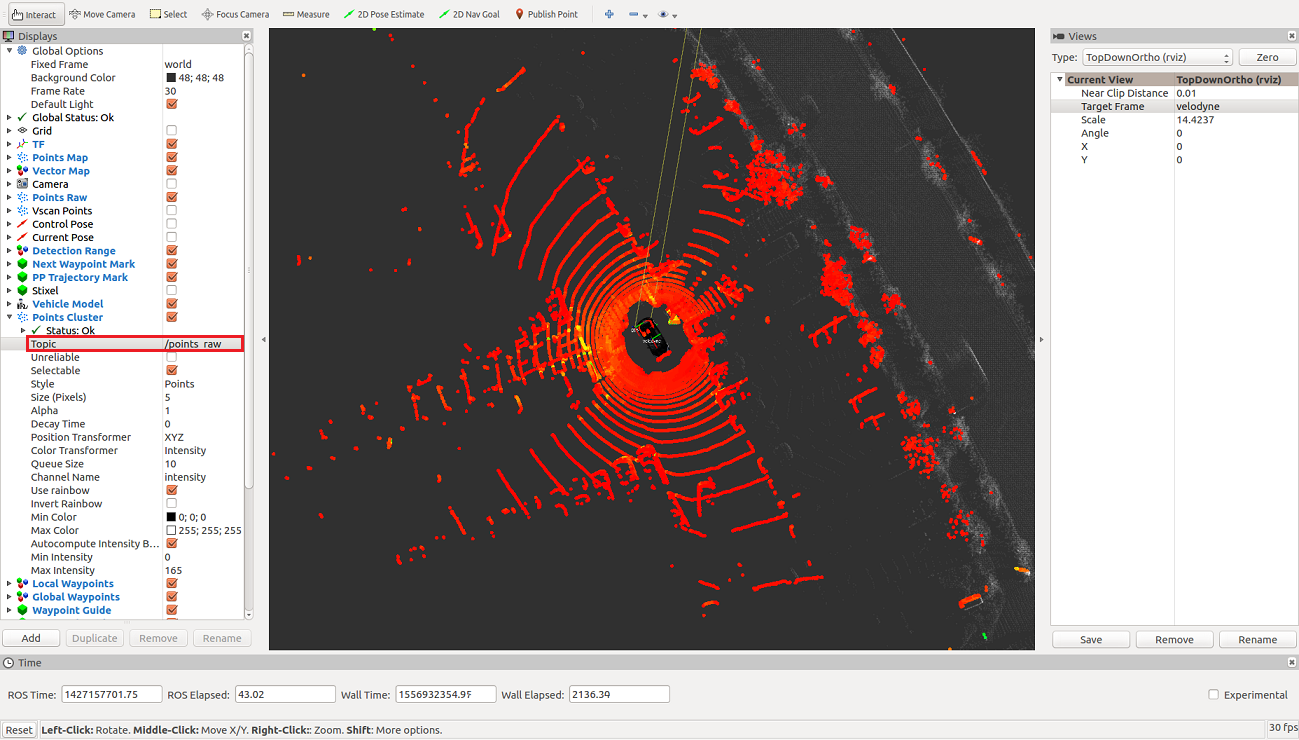 Interact Move Camera Select Focus Camera Measure 2D Pose Estimate 2D Nav Goal Publish Point
Displays
Global Options
Fixed Frame world
Background Color 48; 48; 48
Frame Rate 30
Default Light
Global Status: Ok
Grid
TF
Points Map
Vector Map
Camera
Points Raw
Vscan Points
Control Pose
Current Pose
Detection Range
Next Waypoint Mark
PP Trajectory Mark
Stixel
Vehicle Model
Points Cluster
Status: Ok
Topic /points_raw
Unreliable
Selectable
Style Points
Size (Pixels) 5
Alpha 1
Decay Time 0
Position Transformer XYZ
Color Transformer Intensity
Queue Size 10
Channel Name intensity
Use rainbow
Invert Rainbow
Min Color 0; 0; 0
Max Color 255; 255; 255
Autocompute Intensity B...
Min Intensity 0
Max Intensity 165
Local Waypoints
Global Waypoints
Waypoint Guide
Add Duplicate Remove Rename
velodyne
Views
Type: TopDownOrtho (rviz) Zero
Current View TopDownOrtho (rviz)
Near Clip Distance 0.01
Target Frame velodyne
Scale 14.4237
Angle 0
X 0
Y 0
Save Remove Rename
Time
ROS Time: 1427157701.75 ROS Elapsed: 43.02 Wall Time: Wall Elapsed: Experimental
Reset Left-Click: Rotate. Middle-Click: Move X/Y. Right-Click:: Zoom. Shift: More options. 30 fps